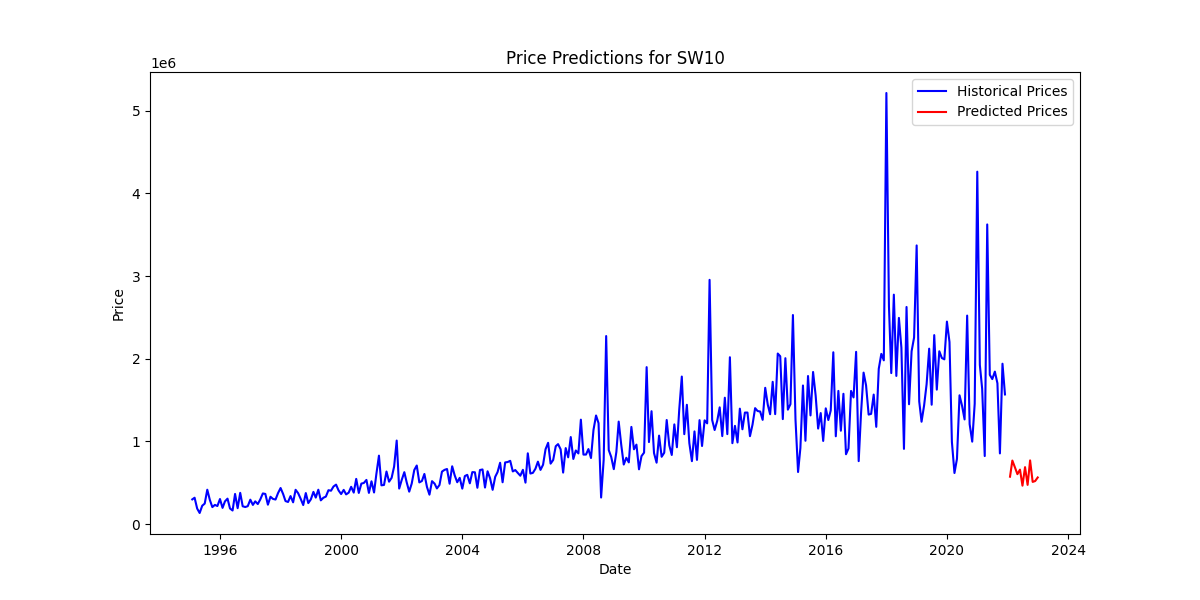 Price Predictions for SW10
1e6
Historical Prices
Predicted Prices
5
4
3
2
1
0
Price
1996 2000 2004 2008 2012 2016 2020 2024
Date